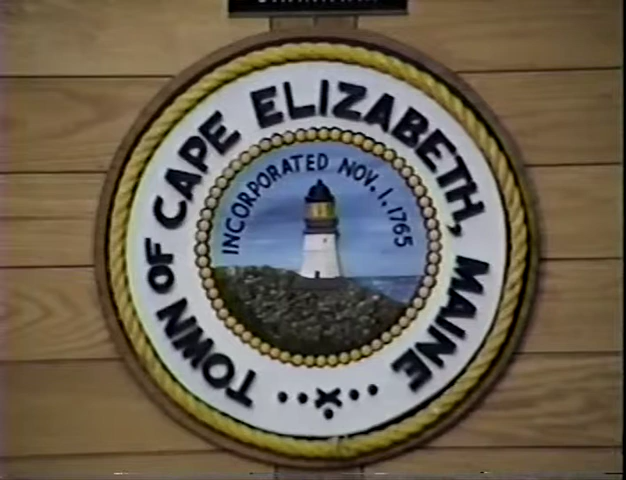 TOWN OF CAPE ELIZABETH, MAINE
INCORPORATED NOV. 1, 1765